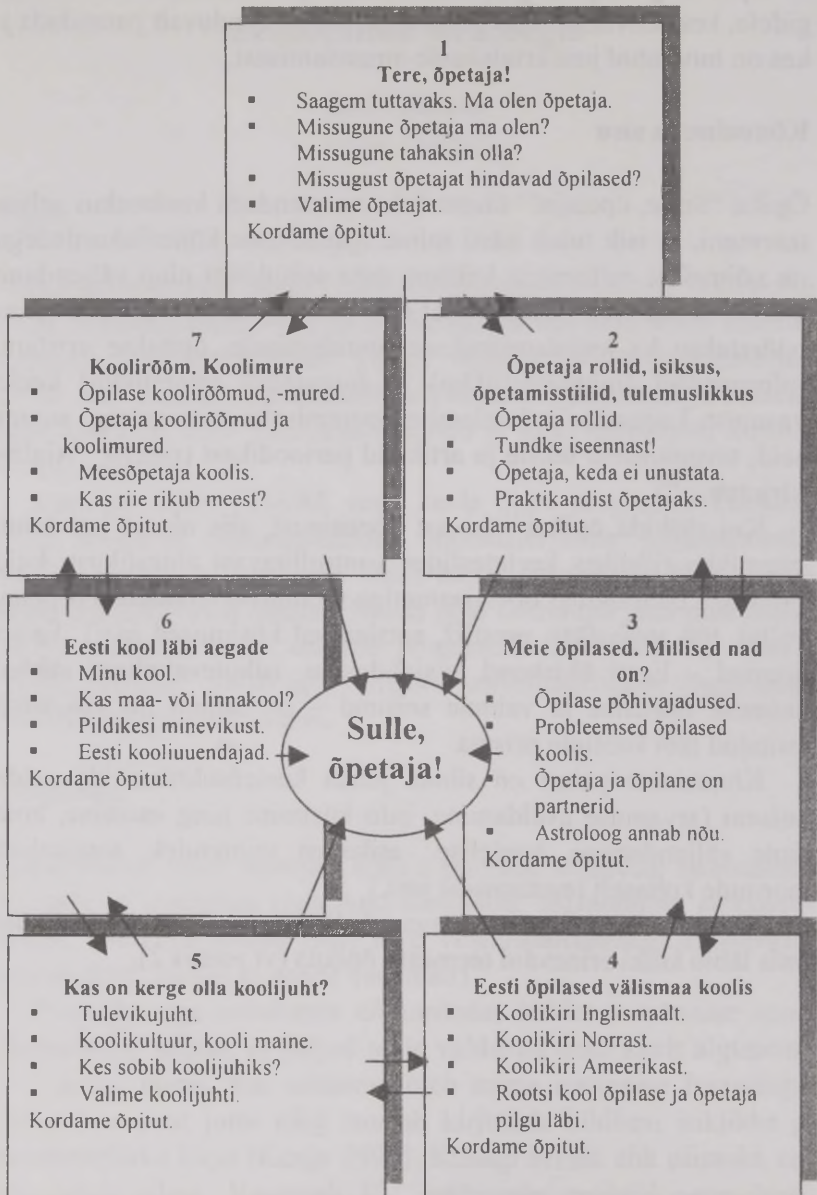 1
Tere, õpetaja!
▪ Saagem tuttavaks. Ma olen õpetaja.
▪ Missugune õpetaja ma olen?
Missugune tahaksin olla?
▪ Missugust õpetajat hindavad õpilased?
▪ Valime õpetajat.
Kordame õpitut.
7
Koolirõõm. Koolimure
▪ Õpilase koolirõõmud, -mured.
▪ Õpetaja koolirõõmud ja
koolimured.
▪ Meesõpetaja koolis.
▪ Kas riie rikub meest?
Kordame õpitut.
2
Õpetaja rollid, isiksus,
õpetamisstiilid, tulemuslikkus
▪ Õpetaja rollid.
▪ Tundke iseennast!
▪ Õpetaja, keda ei unustata.
▪ Praktikandist õpetajaks.
Kordame õpitut.
6
Eesti kool läbi aegade
▪ Minu kool.
▪ Kas maa- või linnakool?
▪ Pildikesi minevikust.
▪ Eesti kooliuuendajad.
Kordame õpitut.
Sulle,
õpetaja!
3
Meie õpilased. Millised nad
on?
▪ Õpilase põhivajadused.
▪ Probleemsed õpilased
koolis.
▪ Õpetaja ja õpilane on
partnerid.
▪ Astroloog annab nõu.
Kordame õpitut.
5
Kas on kerge olla koolijuht?
▪ Tulevikujuht.
▪ Koolikultuur, kooli maine.
▪ Kes sobib koolijuhiks?
▪ Valime koolijuhti.
Kordame õpitut.
4
Eesti õpilased välismaa koolis
▪ Koolikiri Inglismaalt.
▪ Koolikiri Norrast.
▪ Koolikiri Ameerikast.
▪ Rootsi kool õpilase ja õpetaja
pilgu läbi.
Kordame õpitut.